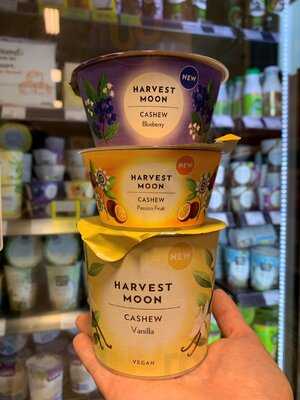 NEW
HARVEST
MOON
CASHEW
Blueberry
NEW
HARVEST
MOON
CASHEW
Passion Fruit
NEW
HARVEST
MOON
CASHEW
Vanilla
VEGAN